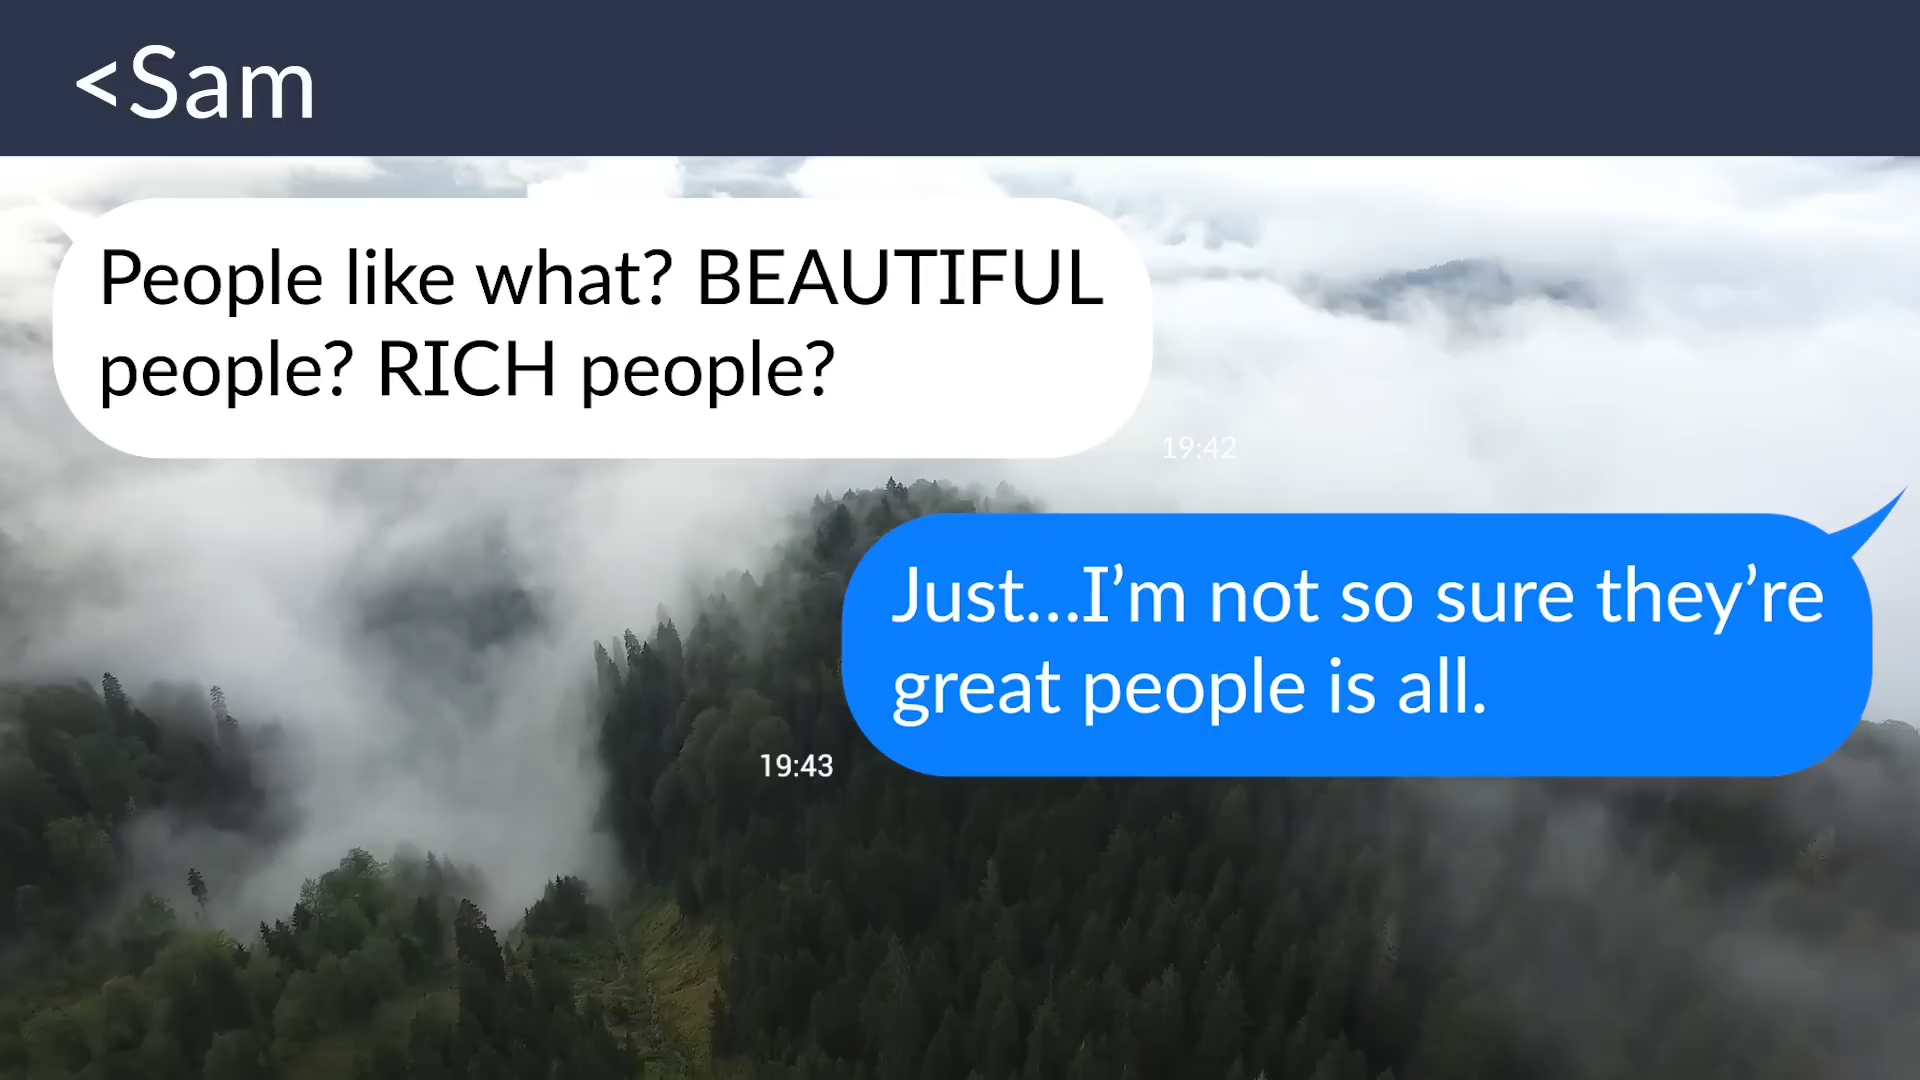 <Sam
People like what? BEAUTIFUL
people? RICH people?
19:42
Just...I’m not so sure they’re
great people is all.
19:43